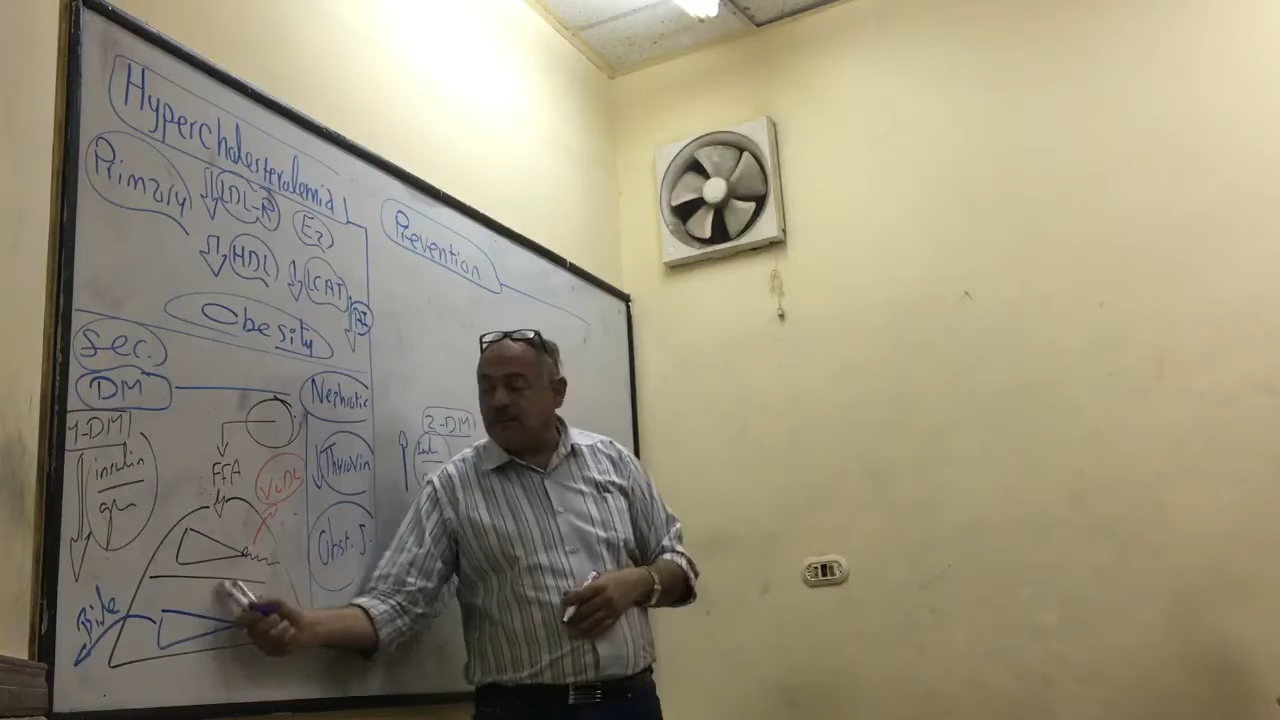 Hypercholesterolemia
Primary
LDL-R
E2
HDL
LCAT
Obesity
Sec.
DM
1-DM
insulin
FFA
VLDL
Bile
Nephrotic
Thyroxin
Obst. J.
Prevention
2-DM